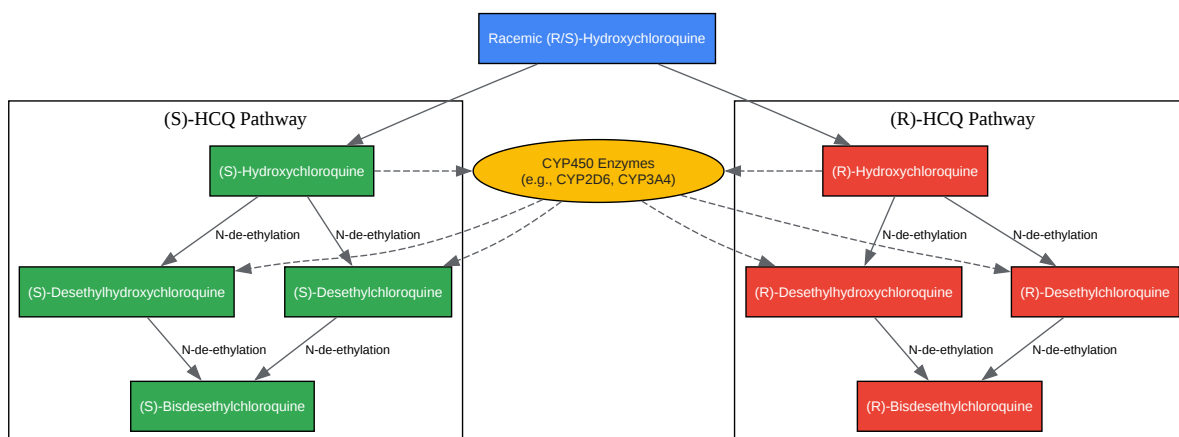 Racemic (R/S)-Hydroxychloroquine
(S)-HCQ Pathway
(R)-HCQ Pathway
(S)-Hydroxychloroquine
CYP450 Enzymes
(e.g., CYP2D6, CYP3A4)
(R)-Hydroxychloroquine
N-de-ethylation
N-de-ethylation
N-de-ethylation
N-de-ethylation
(S)-Desethylhydroxychloroquine
(S)-Desethylchloroquine
(R)-Desethylhydroxychloroquine
(R)-Desethylchloroquine
N-de-ethylation
N-de-ethylation
N-de-ethylation
N-de-ethylation
(S)-Bisdesethylchloroquine
(R)-Bisdesethylchloroquine